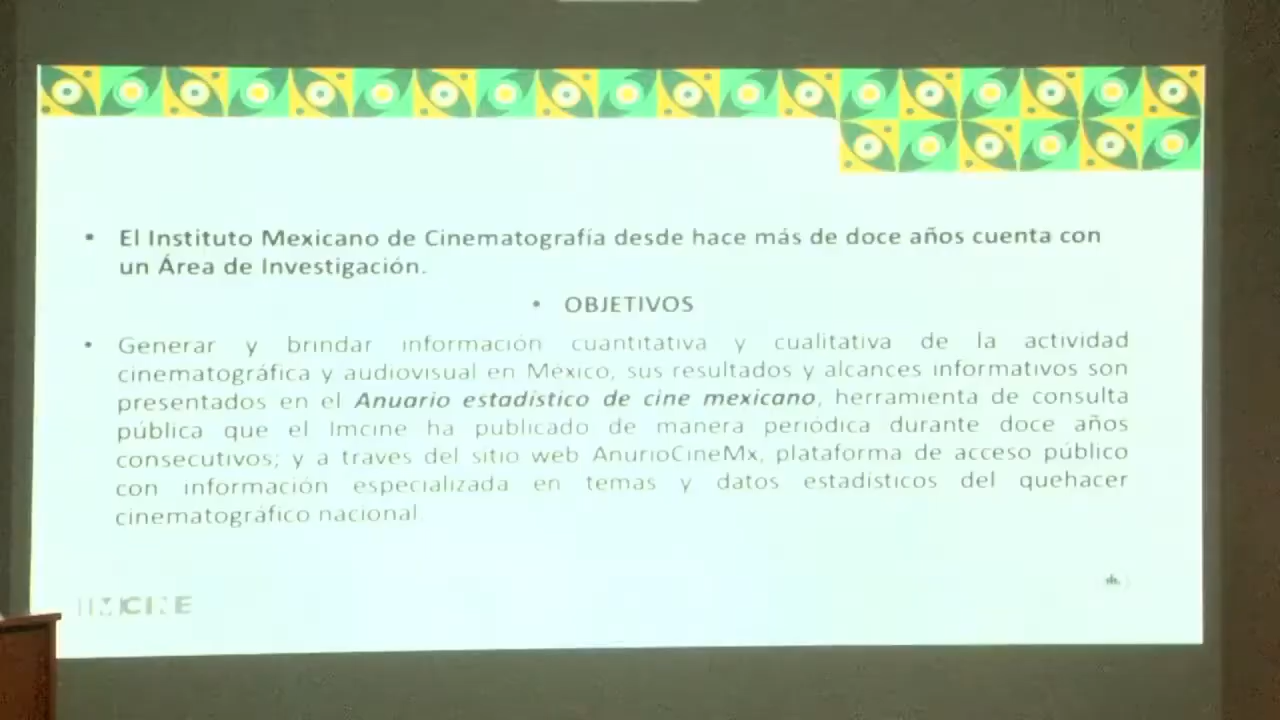 • El Instituto Mexicano de Cinematografía desde hace más de doce años cuenta con
un Área de Investigación.
• OBJETIVOS
• Generar y brindar información cuantitativa y cualitativa de la actividad
cinematográfica y audiovisual en México, sus resultados y alcances informativos son
presentados en el Anuario estadístico de cine mexicano, herramienta de consulta
pública que el Imcine ha publicado de manera periódica durante doce años
consecutivos; y a través del sitio web AnurioCineMx, plataforma de acceso público
con información especializada en temas y datos estadísticos del quehacer
cinematográfico nacional.
IMCINE